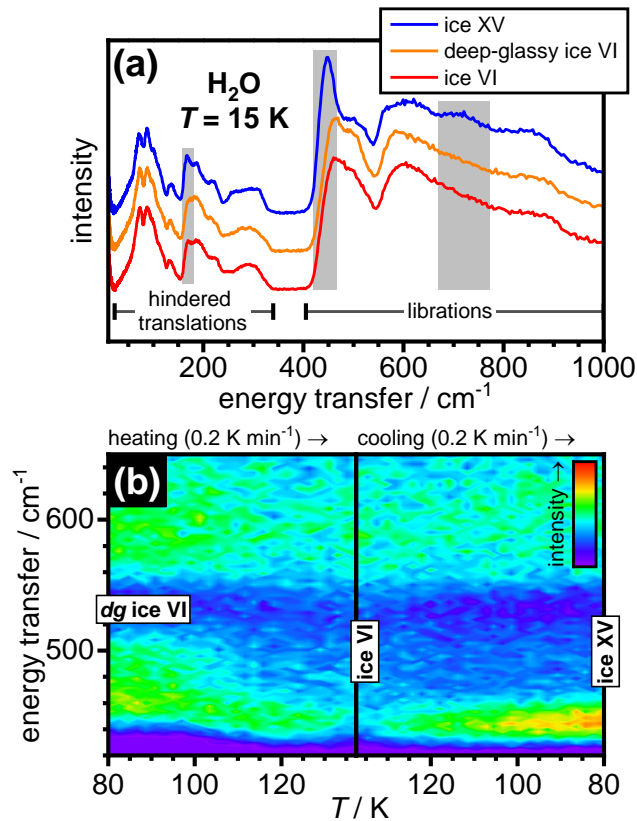 (a)
H₂O
T = 15 K
ice XV
deep-glassy ice VI
ice VI
intensity
hindered
translations
librations
200 400 600 800 1000
energy transfer / cm⁻¹
heating (0.2 K min⁻¹) → cooling (0.2 K min⁻¹) →
(b)
intensity →
energy transfer / cm⁻¹
600
500
dg ice VI
ice VI
ice XV
80 100 120 120 100 80
T / K